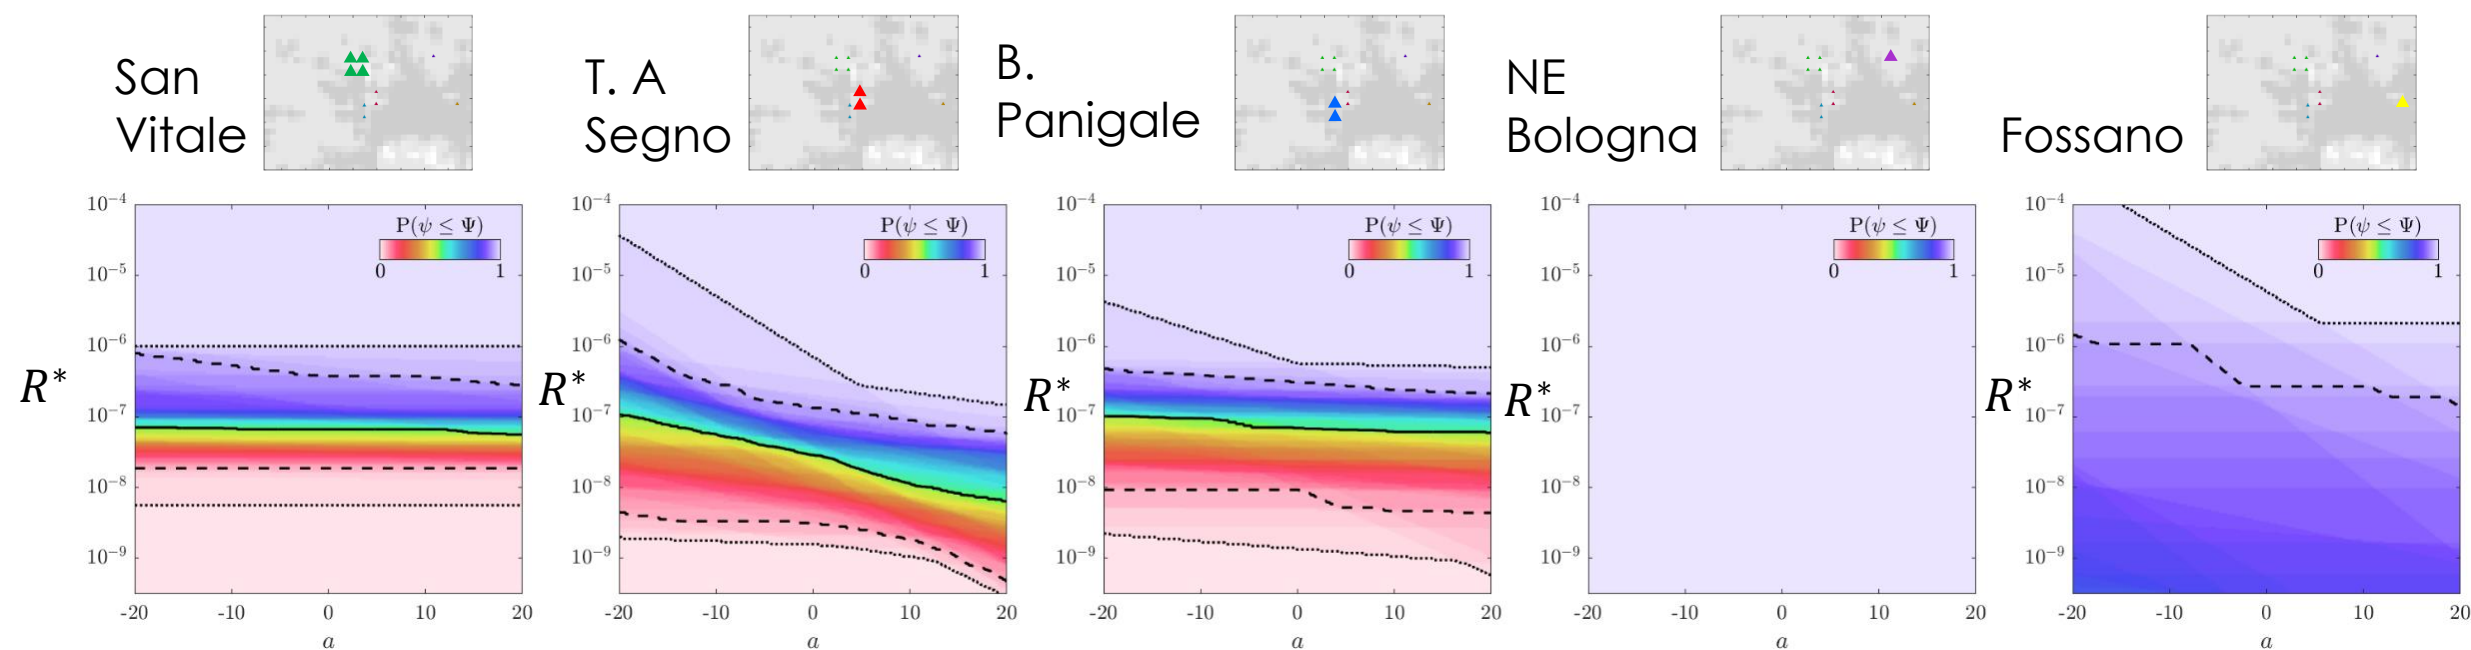 San
Vitale
T. A
Segno
B.
Panigale
NE
Bologna
Fossano
10⁻⁴
10⁻⁵
10⁻⁶
10⁻⁷
10⁻⁸
10⁻⁹
R*
P(ψ ≤ Ψ)
0 1
-20 -10 0 10 20
a
10⁻⁴
10⁻⁵
10⁻⁶
10⁻⁷
10⁻⁸
10⁻⁹
R*
P(ψ ≤ Ψ)
0 1
-20 -10 0 10 20
a
10⁻⁴
10⁻⁵
10⁻⁶
10⁻⁷
10⁻⁸
10⁻⁹
R*
P(ψ ≤ Ψ)
0 1
-20 -10 0 10 20
a
10⁻⁴
10⁻⁵
10⁻⁶
10⁻⁷
10⁻⁸
10⁻⁹
R*
P(ψ ≤ Ψ)
0 1
-20 -10 0 10 20
a
10⁻⁴
10⁻⁵
10⁻⁶
10⁻⁷
10⁻⁸
10⁻⁹
R*
P(ψ ≤ Ψ)
0 1
-20 -10 0 10 20
a